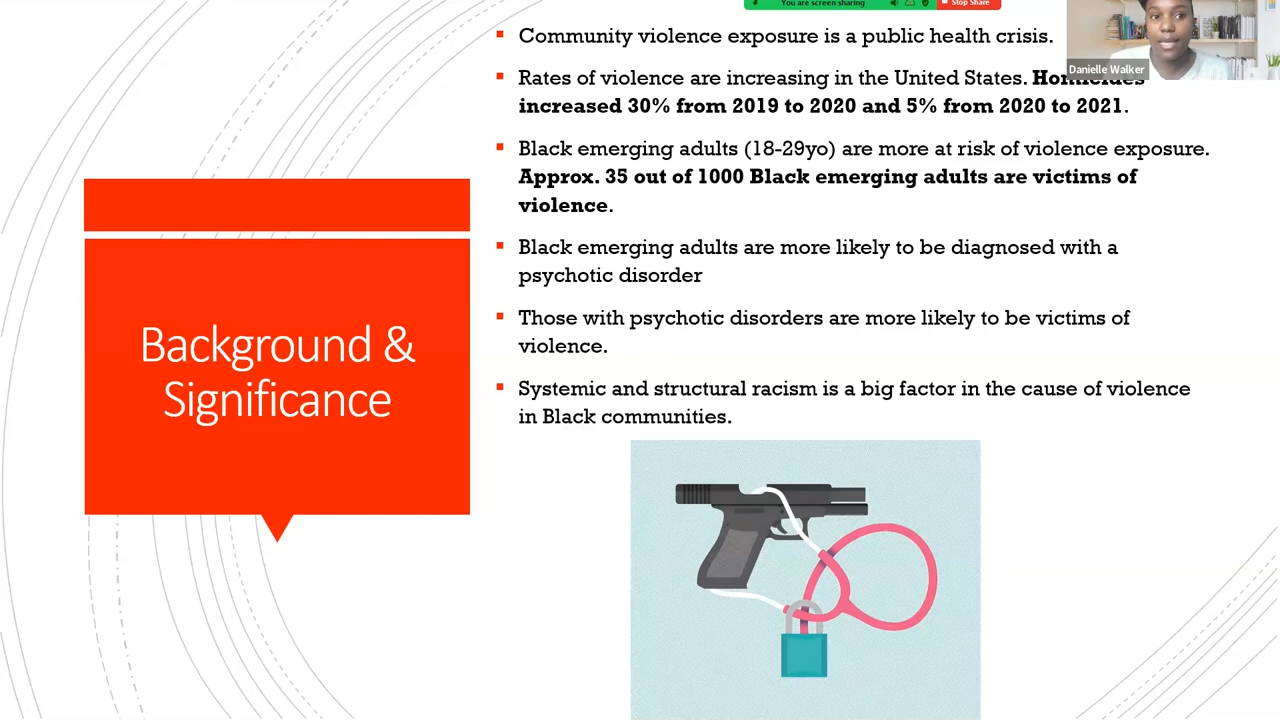 You are screen sharing
Stop Share
Community violence exposure is a public health crisis.
Danielle Walker
Rates of violence are increasing in the United States. Homicides
increased 30% from 2019 to 2020 and 5% from 2020 to 2021.
Black emerging adults (18-29yo) are more at risk of violence exposure.
Approx. 35 out of 1000 Black emerging adults are victims of
violence.
Black emerging adults are more likely to be diagnosed with a
psychotic disorder
Those with psychotic disorders are more likely to be victims of
violence.
Systemic and structural racism is a big factor in the cause of violence
in Black communities.
Background &
Significance